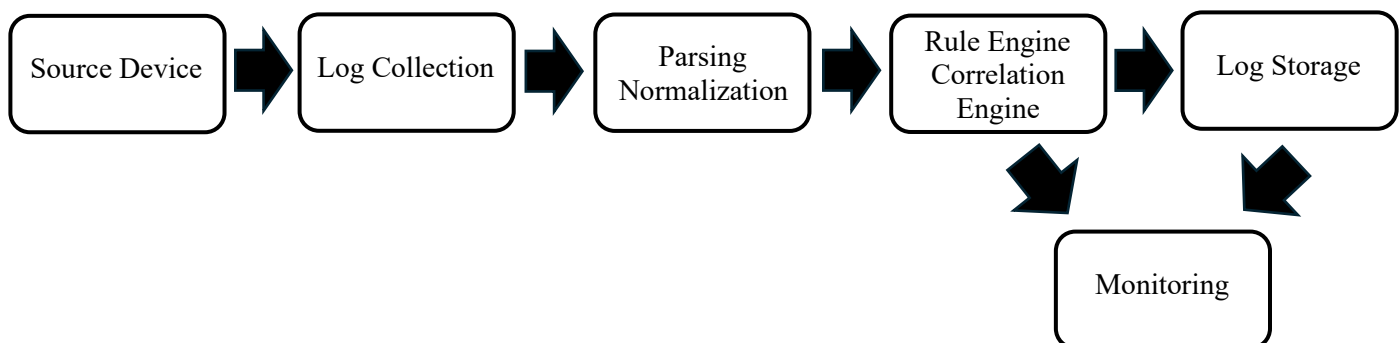 Source Device
Log Collection
Parsing
Normalization
Rule Engine
Correlation
Engine
Log Storage
Monitoring